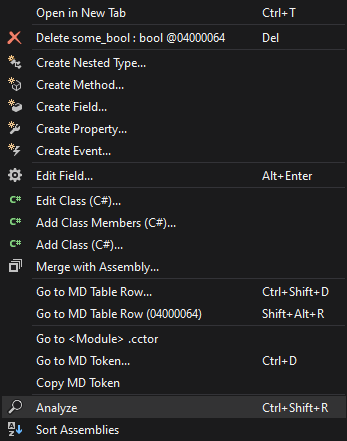 Open in New Tab Ctrl+T
Delete some_bool : bool @04000064 Del
Create Nested Type...
Create Method...
Create Field...
Create Property...
Create Event...
Edit Field... Alt+Enter
C# Edit Class (C#)...
C# Add Class Members (C#)...
C# Add Class (C#)...
Merge with Assembly...
Go to MD Table Row... Ctrl+Shift+D
Go to MD Table Row (04000064) Shift+Alt+R
Go to <Module> .cctor
Go to MD Token... Ctrl+D
Copy MD Token
Analyze Ctrl+Shift+R
Sort Assemblies